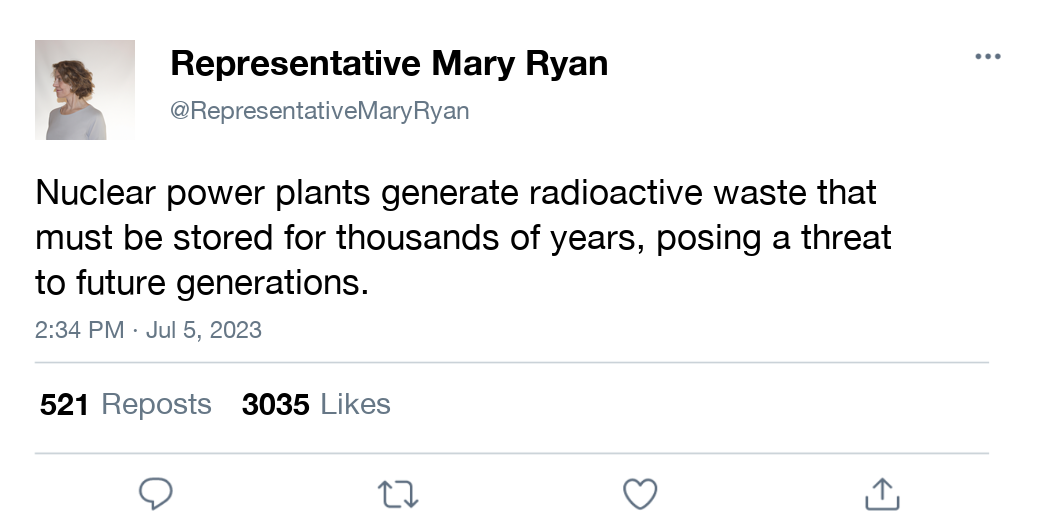 Representative Mary Ryan
@RepresentativeMaryRyan
Nuclear power plants generate radioactive waste that
must be stored for thousands of years, posing a threat
to future generations.
2:34 PM · Jul 5, 2023
521 Reposts 3035 Likes